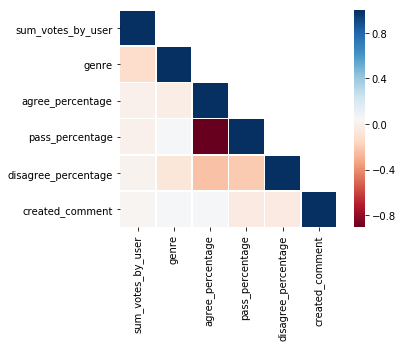 sum_votes_by_user
genre
agree_percentage
pass_percentage
disagree_percentage
created_comment
sum_votes_by_user
genre
agree_percentage
pass_percentage
disagree_percentage
created_comment
0.8
0.4
0.0
−0.4
−0.8